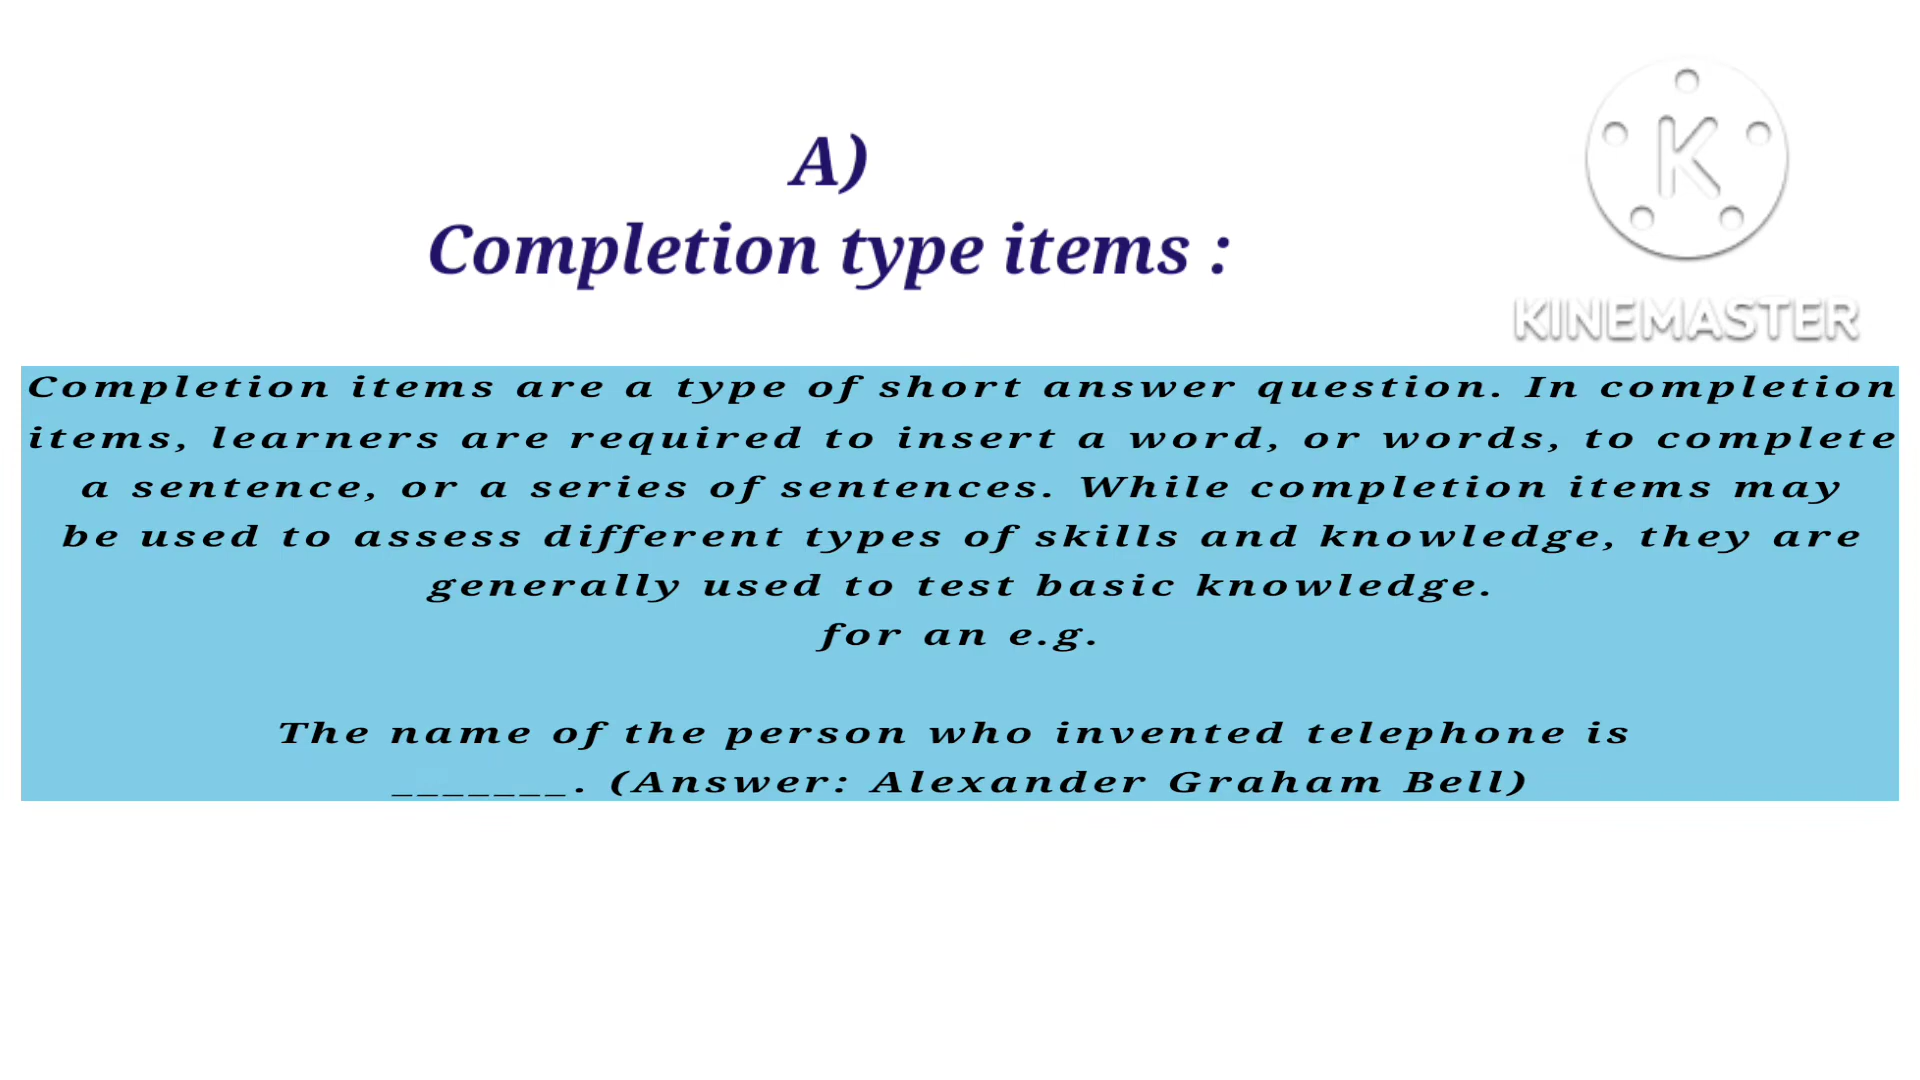 A)
Completion type items :
K
KINEMASTER
Completion items are a type of short answer question. In completion
items, learners are required to insert a word, or words, to complete
a sentence, or a series of sentences. While completion items may
be used to assess different types of skills and knowledge, they are
generally used to test basic knowledge.
for an e.g.
The name of the person who invented telephone is
_______. (Answer: Alexander Graham Bell)